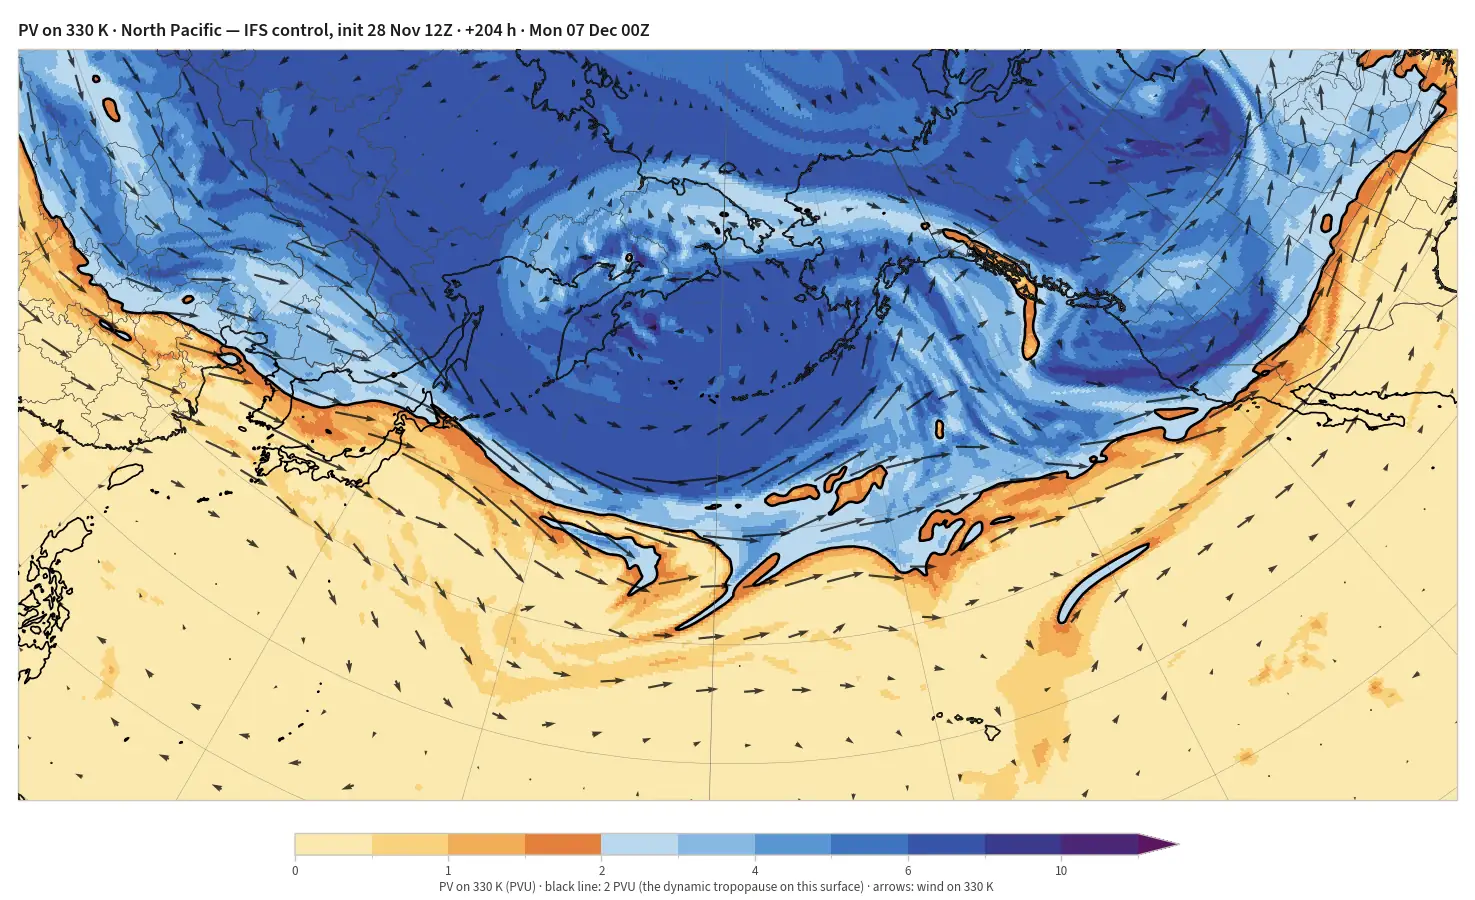 PV on 330 K · North Pacific — IFS control, init 28 Nov 12Z · +204 h · Mon 07 Dec 00Z
0 1 2 4 6 10
PV on 330 K (PVU) · black line: 2 PVU (the dynamic tropopause on this surface) · arrows: wind on 330 K